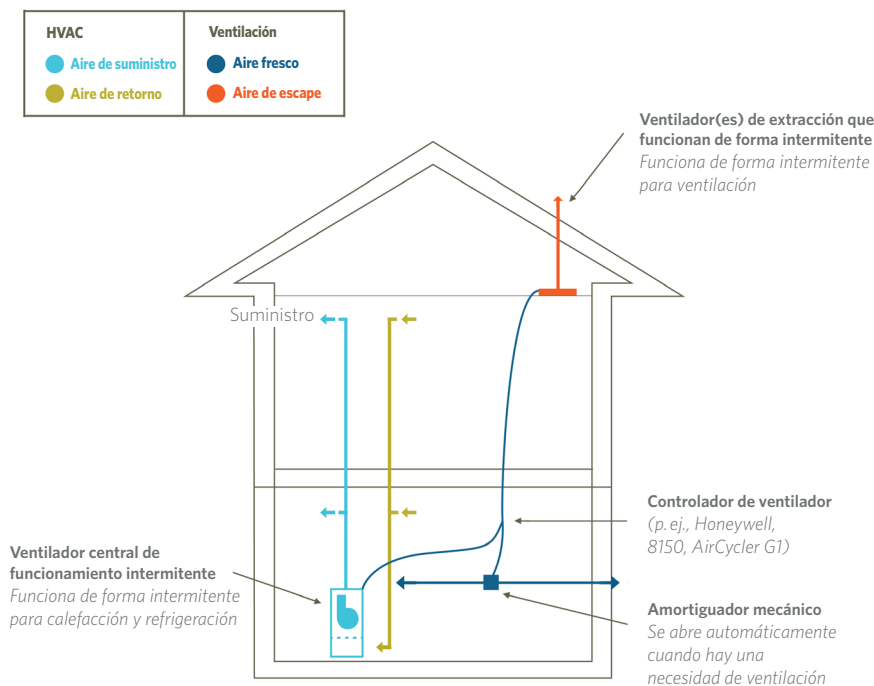 HVAC
Aire de suministro
Aire de retorno
Ventilación
Aire fresco
Aire de escape
Ventilador(es) de extracción que
funcionan de forma intermitente
Funciona de forma intermitente
para ventilación
Suministro
Controlador de ventilador
(p. ej., Honeywell,
8150, AirCycler G1)
Ventilador central de
funcionamiento intermitente
Funciona de forma intermitente
para calefacción y refrigeración
Amortiguador mecánico
Se abre automáticamente
cuando hay una
necesidad de ventilación